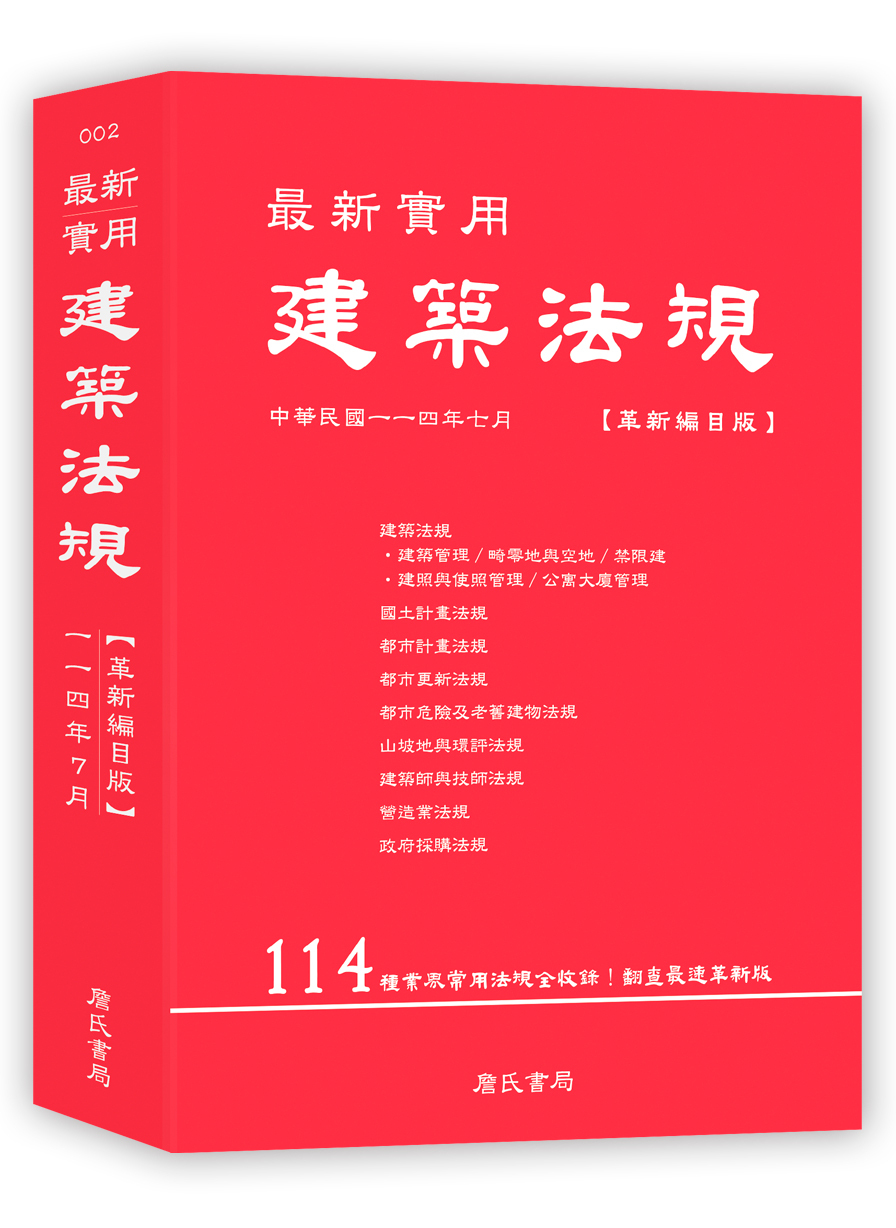 002
最新
實用
建築法規
【革新編目版】
一一四年7月
詹氏書局
最新實用
建築法規
中華民國一一四年七月 【革新編目版】
建築法規
・建築管理/畸零地與空地/禁限建
・建照與使照管理/公寓大廈管理
國土計畫法規
都市計畫法規
都市更新法規
都市危險及老舊建物法規
山坡地與環評法規
建築師與技師法規
營造業法規
政府採購法規
114種業界常用法規全收錄!翻查最速革新版
詹氏書局